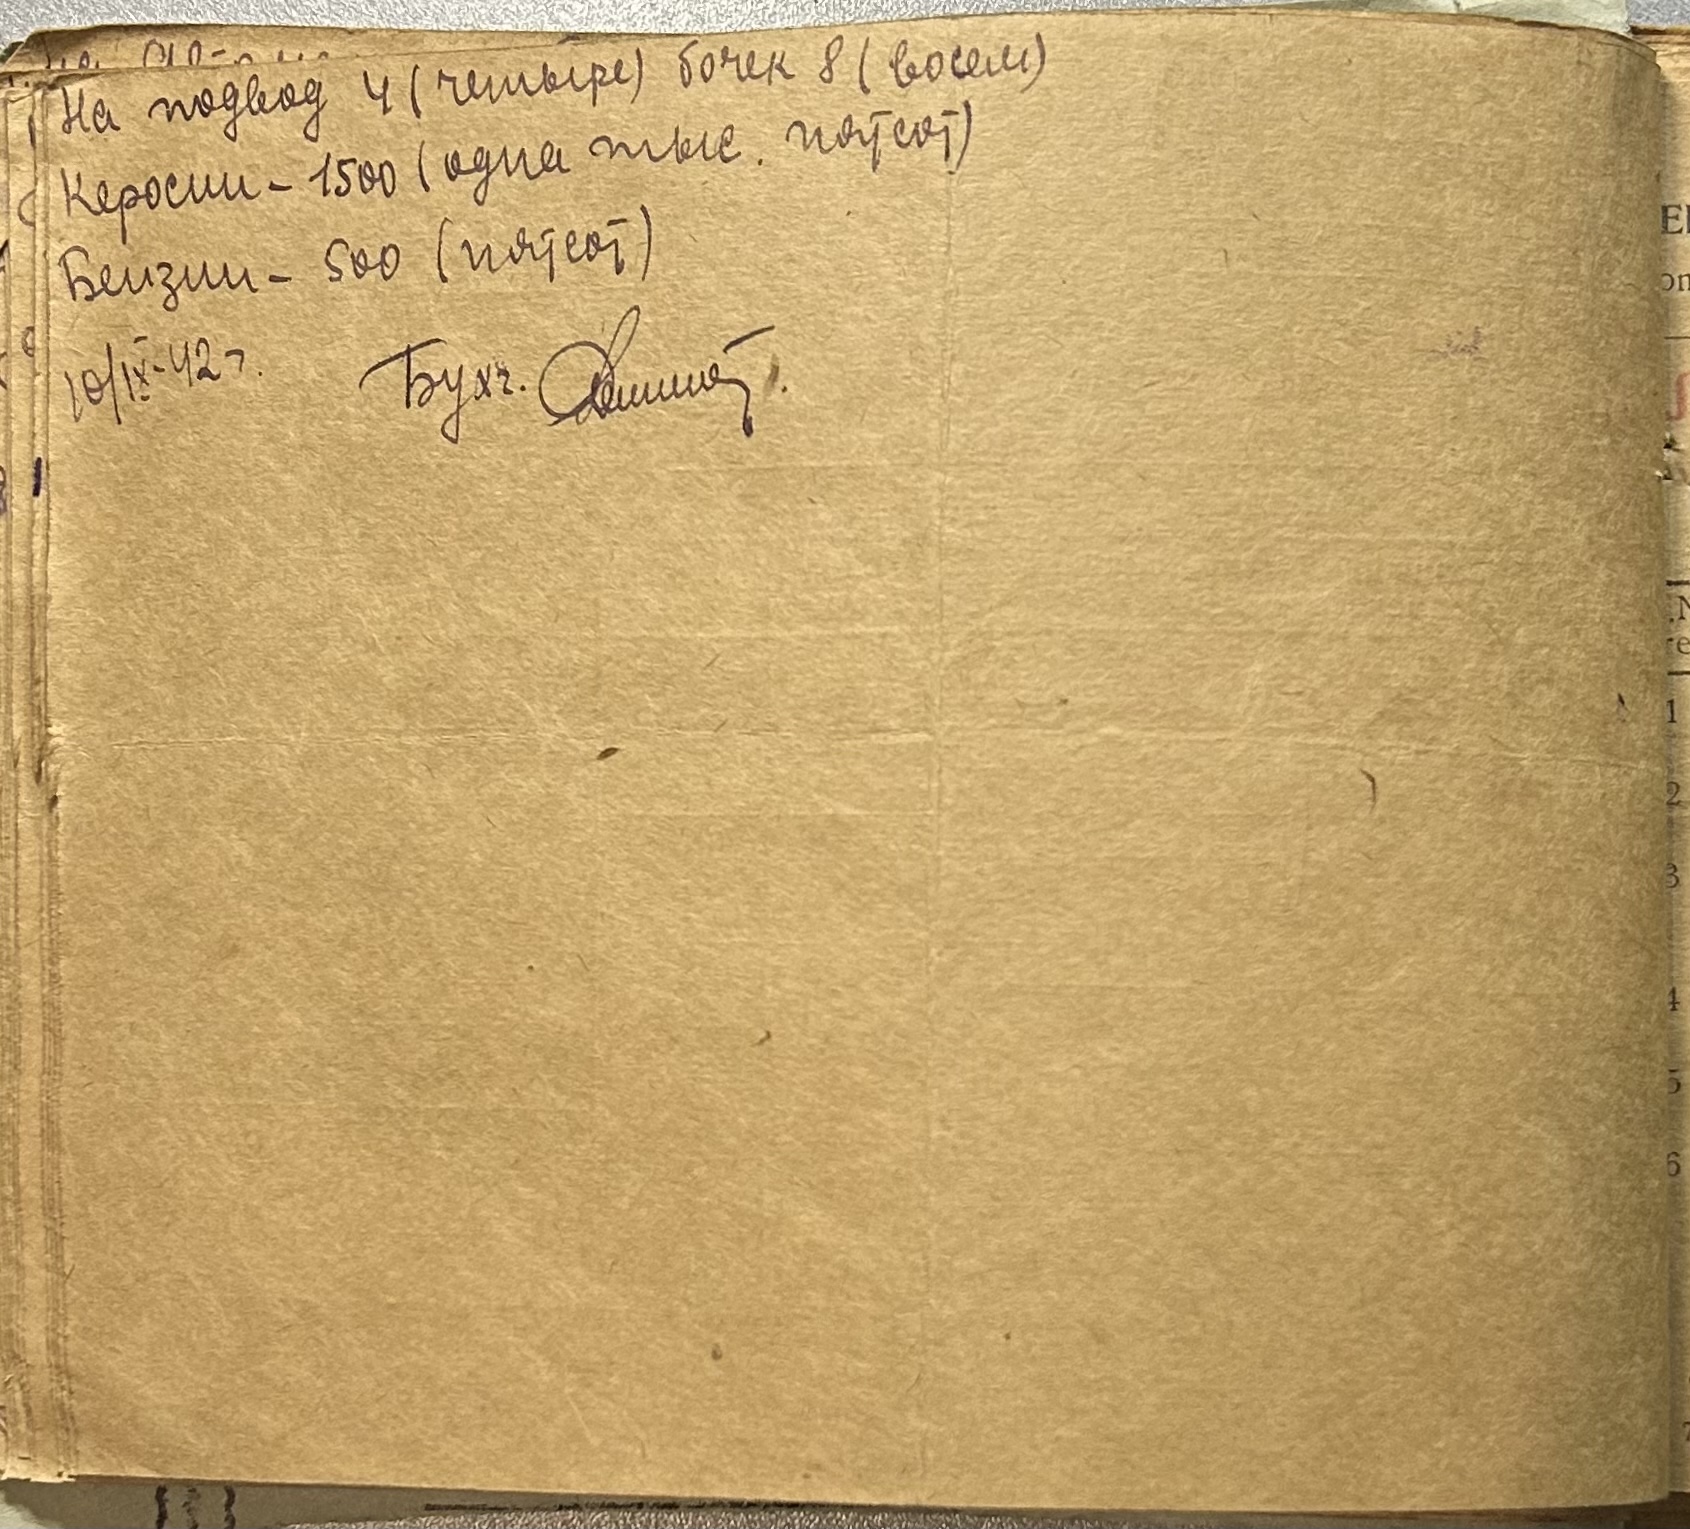 На подвод 4 (четыре) бочек 8 (восем)
Керосин - 1500 (одна тыс. пятсот)
Бензин - 500 (пятсот)
10/IX-42 г. Бухг.